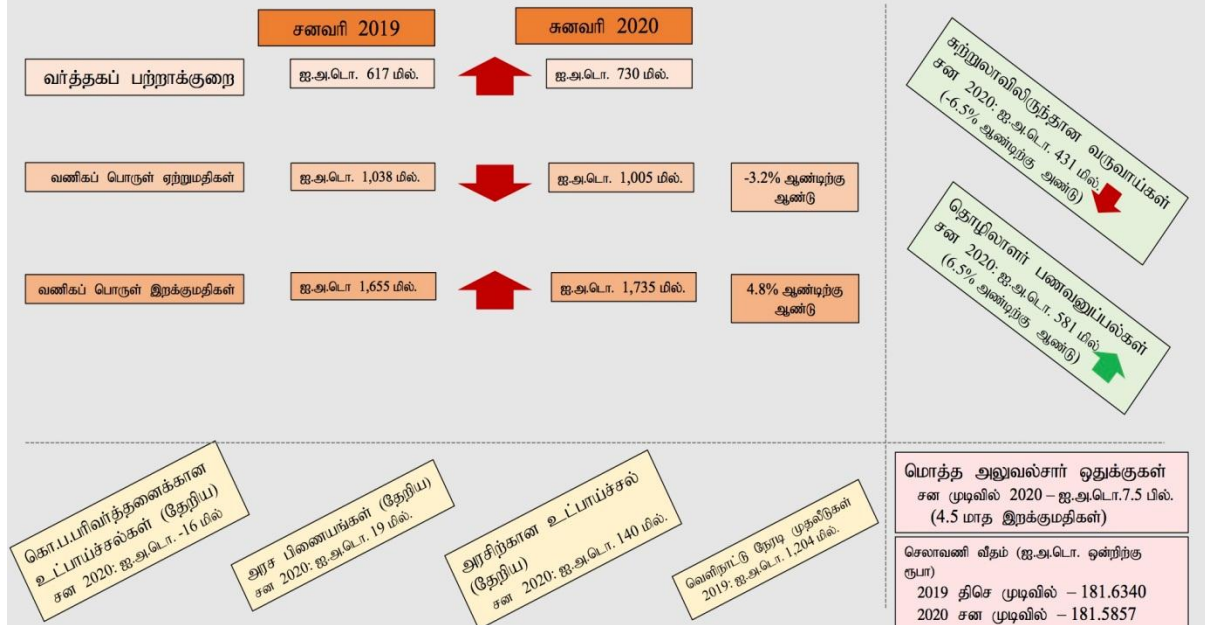 சனவரி 2019
சுனவரி 2020
வர்த்தகப் பற்றாக்குறை
ஐ.அ.டொ. 617 மில்.
ஐ.அ.டொ. 730 மில்.
வணிகப் பொருள் ஏற்றுமதிகள்
ஐ.அ.டொ. 1,038 மில்.
ஐ.அ.டொ. 1,005 மில்.
-3.2% ஆண்டிற்கு
ஆண்டு
வணிகப் பொருள் இறக்குமதிகள்
ஐ.அ.டொ 1,655 மில்.
ஐ.அ.டொ 1,735 மில்.
4.8% ஆண்டிற்கு
ஆண்டு
சுற்றுலாவிலிருந்தான வருவாய்கள்
சன 2020: ஐ.அ.டொ. 431 மில்.
(-6.5% ஆண்டிற்கு அண்டு)
தொழிலாளர் பணவனுப்பல்கள்
சன 2020: ஐ.அ.டொ. 581 மில்
(6.5% அண்டிற்கு ஆண்டு)
கொ.ப.பரிவர்த்தனைக்கான
உட்பாய்ச்சல்கள் (தேறிய)
சன 2020: ஐ.அ.டொ. -16 மில்
அரச பிணையங்கள் (தேறிய)
சன 2020: ஐ.அ.டொ. 19 மில்.
அரசிற்கான உட்பாய்ச்சல்
(தேறிய)
சன 2020: ஐ.அ.டொ. 140 மில்.
வெளிநாட்டு நேரடி முதலீடுகள்
2019: ஐ.அ.டொ. 1,204 மில்.
மொத்த அலுவல்சார் ஒதுக்குகள்
சன முடிவில் 2020 – ஐ.அ.டொ.7.5 பில்.
(4.5 மாத இறக்குமதிகள்)
செலாவணி வீதம் (ஐ.அ.டொ. ஒன்றிற்கு
ரூபா)
2019 திசெ முடிவில் – 181.6340
2020 சன முடிவில் – 181.5857